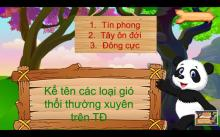 1. Tín phong
2. Tây ôn đới
3. Đông cực
Kể tên các loại gió
thổi thường xuyên
trên TĐ